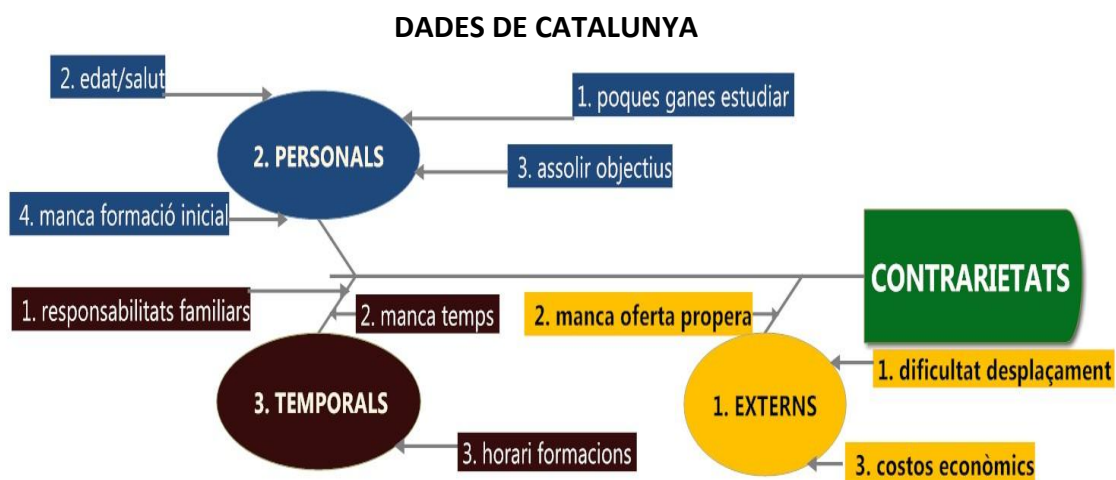 DADES DE CATALUNYA
2. edat/salut
1. poques ganes estudiar
2. PERSONALS
3. assolir objectius
4. manca formació inicial
CONTRARIETATS
1. responsabilitats familiars
2. manca temps
2. manca oferta propera
1. dificultat desplaçament
3. TEMPORALS
1. EXTERNS
3. horari formacions
3. costos econòmics